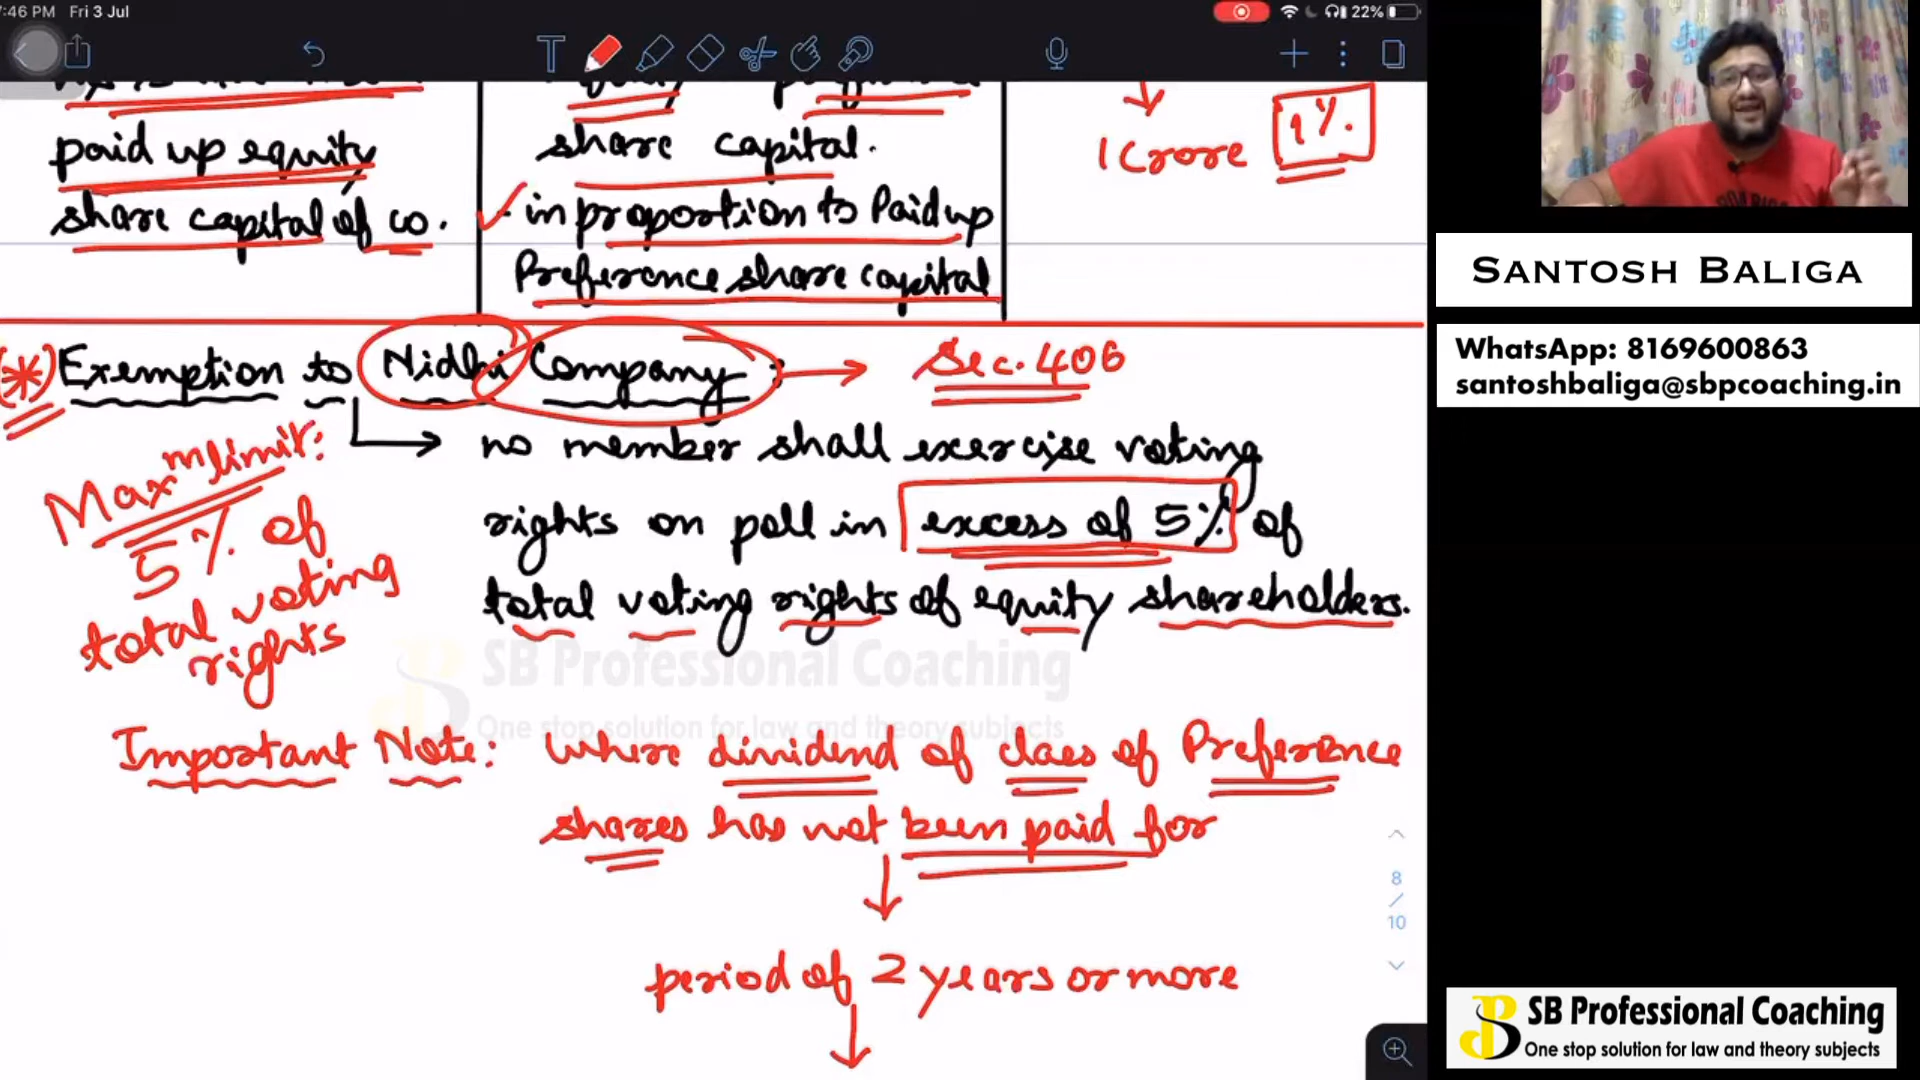 :46 PM Fri 3 Jul
22%
paid up equity
share capital of co.
share capital.
- in proportion to Paid up
Preference share capital
1 Crore 1%.
(*) Exemption to Nidhi Company : → Sec. 406
no member shall exercise voting
rights on poll in excess of 5% of
total voting rights of equity shareholders.
Maxm limit:
5% of
total voting
rights
SB Professional Coaching
One stop solution for law and theory subjects
Important Note: Where dividend of class of Preference
shares has not been paid for
period of 2 years or more
8
/
10
SANTOSH BALIGA
WhatsApp: 8169600863
santoshbaliga@sbpcoaching.in
SB Professional Coaching
One stop solution for law and theory subjects